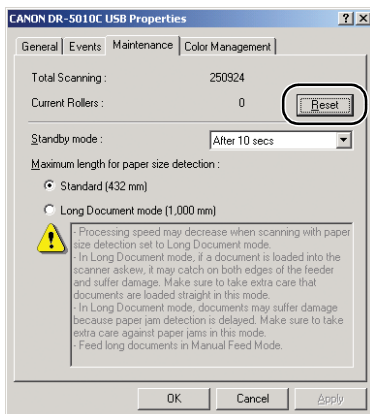 CANON DR-5010C USB Properties
General Events Maintenance Color Management
Total Scanning : 250924
Current Rollers : 0 Reset
Standby mode : After 10 secs
Maximum length for paper size detection :
Standard (432 mm)
Long Document mode (1,000 mm)
- Processing speed may decrease when scanning with paper
size detection set to Long Document mode.
- In Long Document mode, if a document is loaded into the
scanner askew, it may catch on both edges of the feeder
and suffer damage. Make sure to take extra care that
documents are loaded straight in this mode.
- In Long Document mode, documents may suffer damage
because paper jam detection is delayed. Make sure to take
extra care against paper jams in this mode.
- Feed long documents in Manual Feed Mode.
OK Cancel Apply